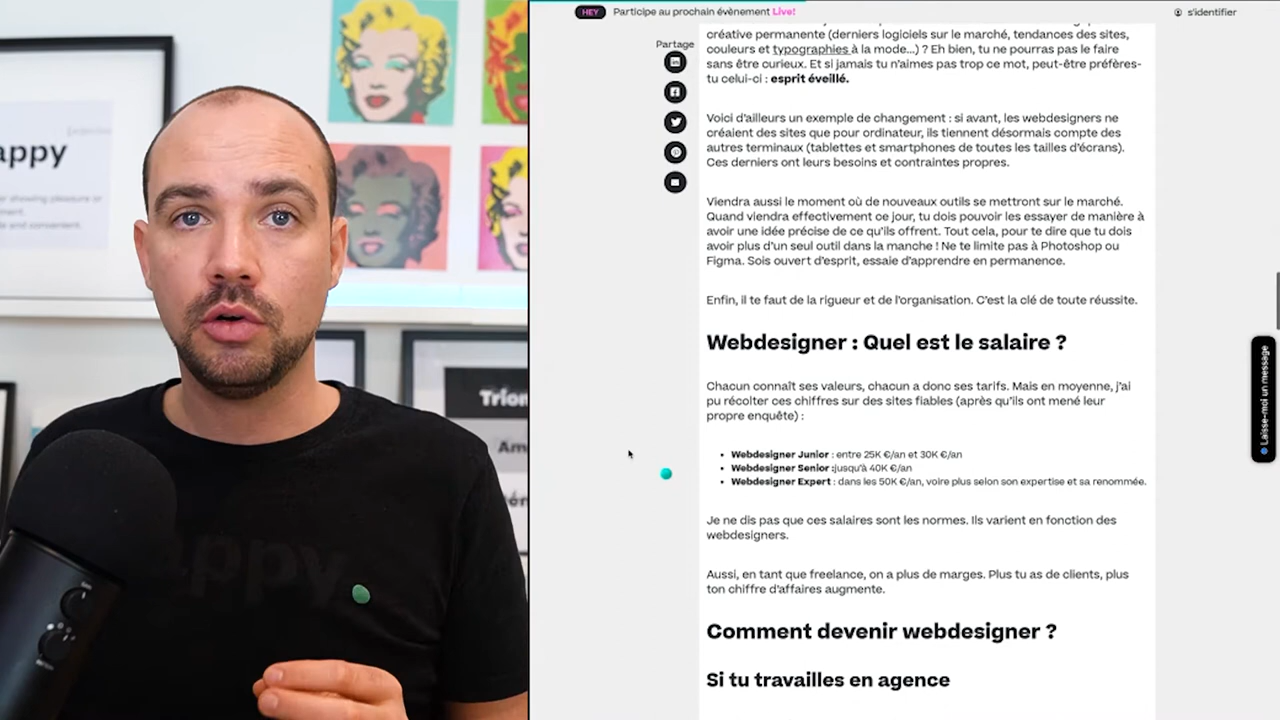 HEY Participe au prochain évènement Live!
s'identifier
Partage
créative permanente (derniers logiciels sur le marché, tendances des sites,
couleurs et typographies à la mode...) ? Eh bien, tu ne pourras pas le faire
sans être curieux. Et si jamais tu n'aimes pas trop ce mot, peut-être préfères-
tu celui-ci : esprit éveillé.
Voici d'ailleurs un exemple de changement : si avant, les webdesigners ne
créaient des sites que pour ordinateur, ils tiennent désormais compte des
autres terminaux (tablettes et smartphones de toutes les tailles d'écrans).
Ces derniers ont leurs besoins et contraintes propres.
Viendra aussi le moment où de nouveaux outils se mettront sur le marché.
Quand viendra effectivement ce jour, tu dois pouvoir les essayer de manière à
avoir une idée précise de ce qu'ils offrent. Tout cela, pour te dire que tu dois
avoir plus d'un seul outil dans la manche ! Ne te limite pas à Photoshop ou
Figma. Sois ouvert d'esprit, essaie d'apprendre en permanence.
Enfin, il te faut de la rigueur et de l'organisation. C'est la clé de toute réussite.
Webdesigner : Quel est le salaire ?
Chacun connaît ses valeurs, chacun a donc ses tarifs. Mais en moyenne, j'ai
pu récolter ces chiffres sur des sites fiables (après qu'ils ont mené leur
propre enquête) :
• Webdesigner Junior : entre 25K €/an et 30K €/an
• Webdesigner Senior :jusqu'à 40K €/an
• Webdesigner Expert : dans les 50K €/an, voire plus selon son expertise et sa renommée.
Je ne dis pas que ces salaires sont les normes. Ils varient en fonction des
webdesigners.
Aussi, en tant que freelance, on a plus de marges. Plus tu as de clients, plus
ton chiffre d'affaires augmente.
Comment devenir webdesigner ?
Si tu travailles en agence
Laisse-moi un message
appy
showing pleasure or
and convenient.
Trion
Am
appy